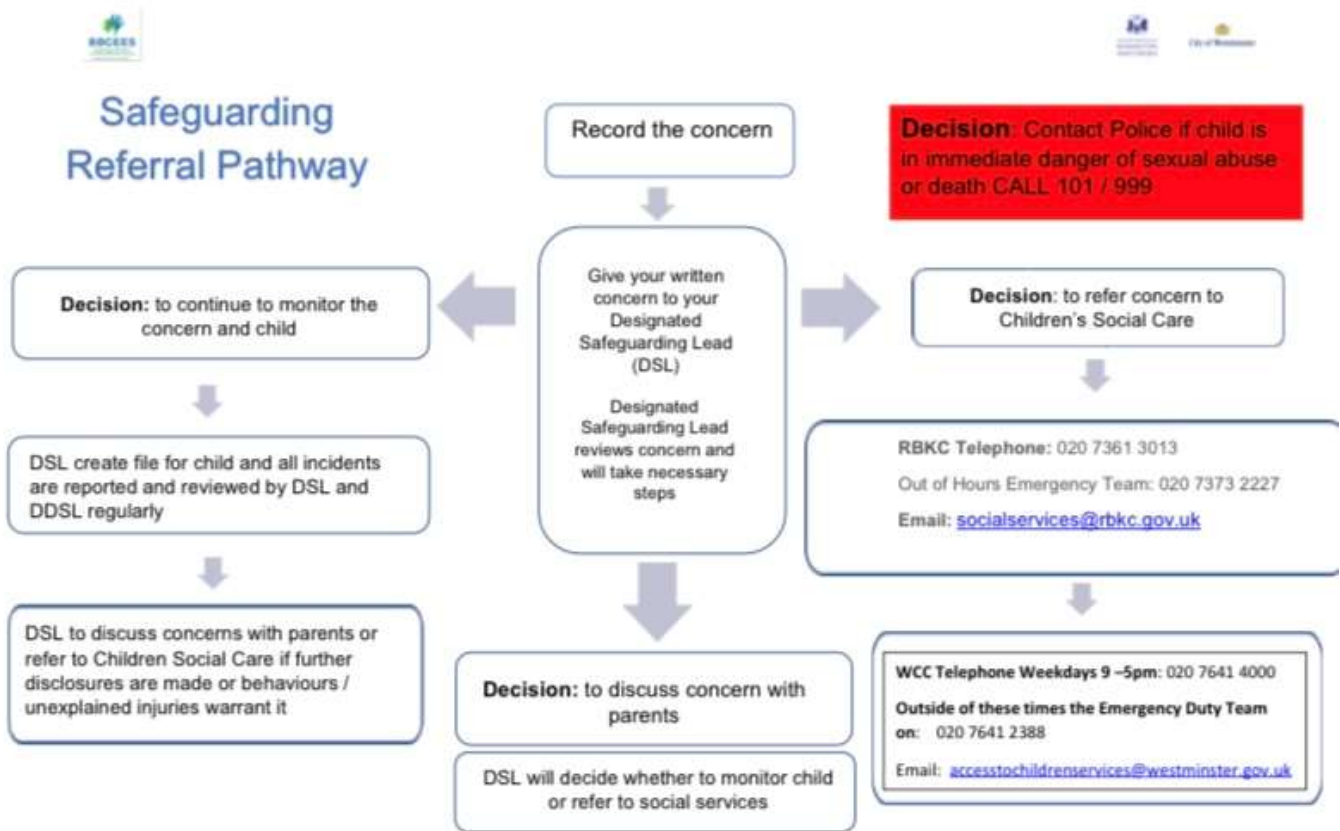 RBCEES
City of Westminster
Safeguarding
Referral Pathway
Record the concern
Decision: Contact Police if child is
in immediate danger of sexual abuse
or death CALL 101 / 999
Give your written
concern to your
Designated
Safeguarding Lead
(DSL)
Designated
Safeguarding Lead
reviews concern and
will take necessary
steps
Decision: to continue to monitor the
concern and child
DSL create file for child and all incidents
are reported and reviewed by DSL and
DDSL regularly
DSL to discuss concerns with parents or
refer to Children Social Care if further
disclosures are made or behaviours /
unexplained injuries warrant it
Decision: to discuss concern with
parents
DSL will decide whether to monitor child
or refer to social services
Decision: to refer concern to
Children's Social Care
RBKC Telephone: 020 7361 3013
Out of Hours Emergency Team: 020 7373 2227
Email: socialservices@rbkc.gov.uk
WCC Telephone Weekdays 9 –5pm: 020 7641 4000
Outside of these times the Emergency Duty Team
on: 020 7641 2388
Email: accesstochildrenservices@westminster.gov.uk